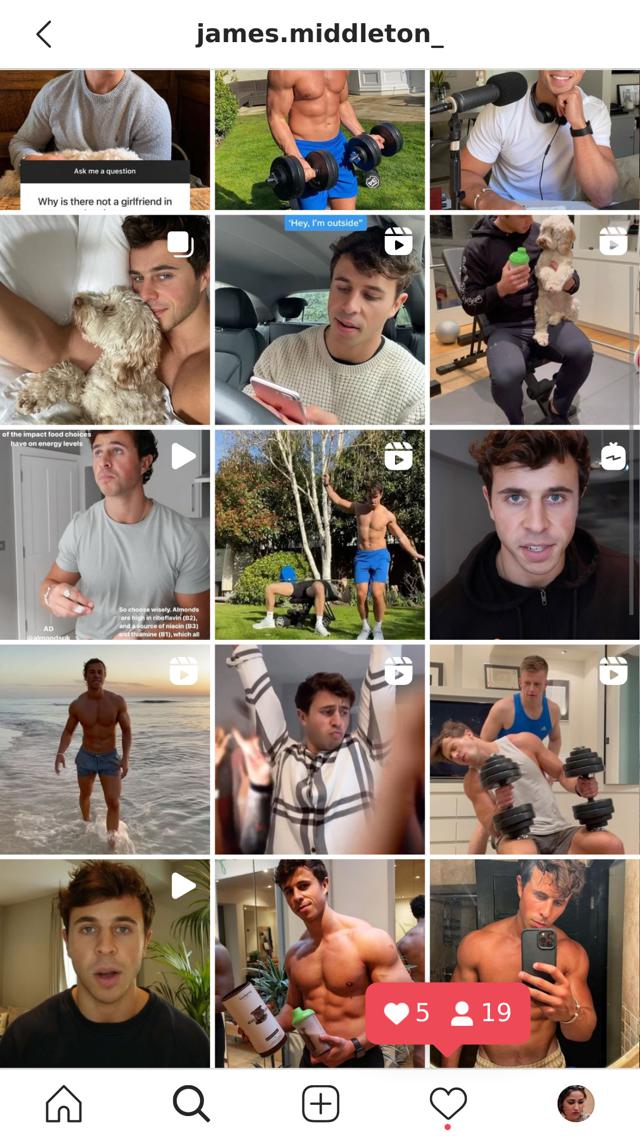 james.middleton_
Ask me a question
Why is there not a girlfriend in
'Hey, I'm outside"
of the impact food choices
have on energy levels
So choose wisely. Almonds
are high in riboflavin (B2),
and a source of niacin (B3)
and thiamine (B1), which all
AD
5
19